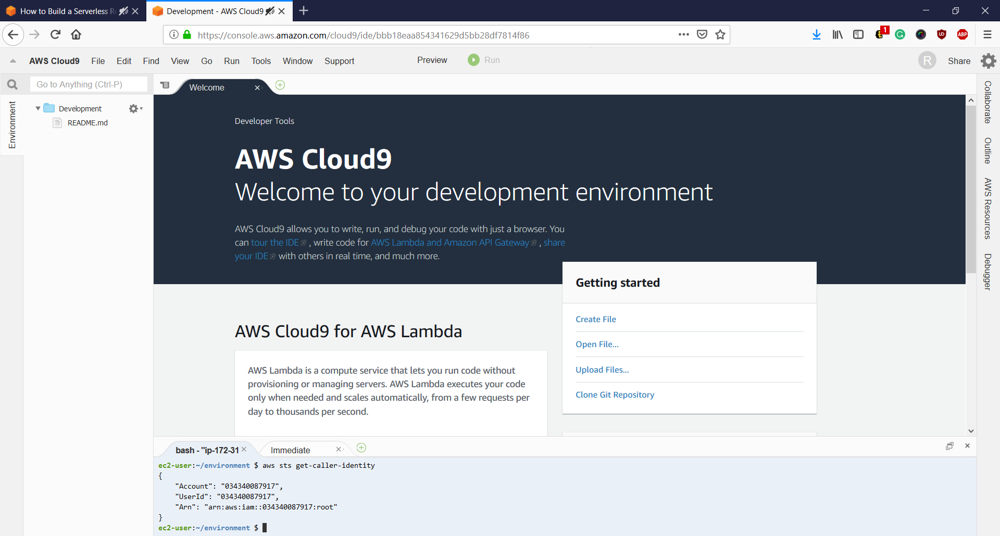 How to Build a Serverless R
Development - AWS Cloud9
https://console.aws.amazon.com/cloud9/ide/bbb18eaa854341629d5bb28df7814f86
1
G
ABP
AWS Cloud9 File Edit Find View Go Run Tools Window Support Preview Run R Share
Go to Anything (Ctrl-P)
Welcome
Environment
Development
README.md
Developer Tools
AWS Cloud9
Welcome to your development environment
AWS Cloud9 allows you to write, run, and debug your code with just a browser. You
can tour the IDE , write code for AWS Lambda and Amazon API Gateway , share
your IDE with others in real time, and much more.
Getting started
Create File
Open File...
Upload Files...
Clone Git Repository
AWS Cloud9 for AWS Lambda
AWS Lambda is a compute service that lets you run code without
provisioning or managing servers. AWS Lambda executes your code
only when needed and scales automatically, from a few requests per
day to thousands per second.
Collaborate
Outline
AWS Resources
Debugger
bash - "ip-172-31 Immediate
ec2-user:~/environment $ aws sts get-caller-identity
{
"Account": "034340087917",
"UserId": "034340087917",
"Arn": "arn:aws:iam::034340087917:root"
}
ec2-user:~/environment $